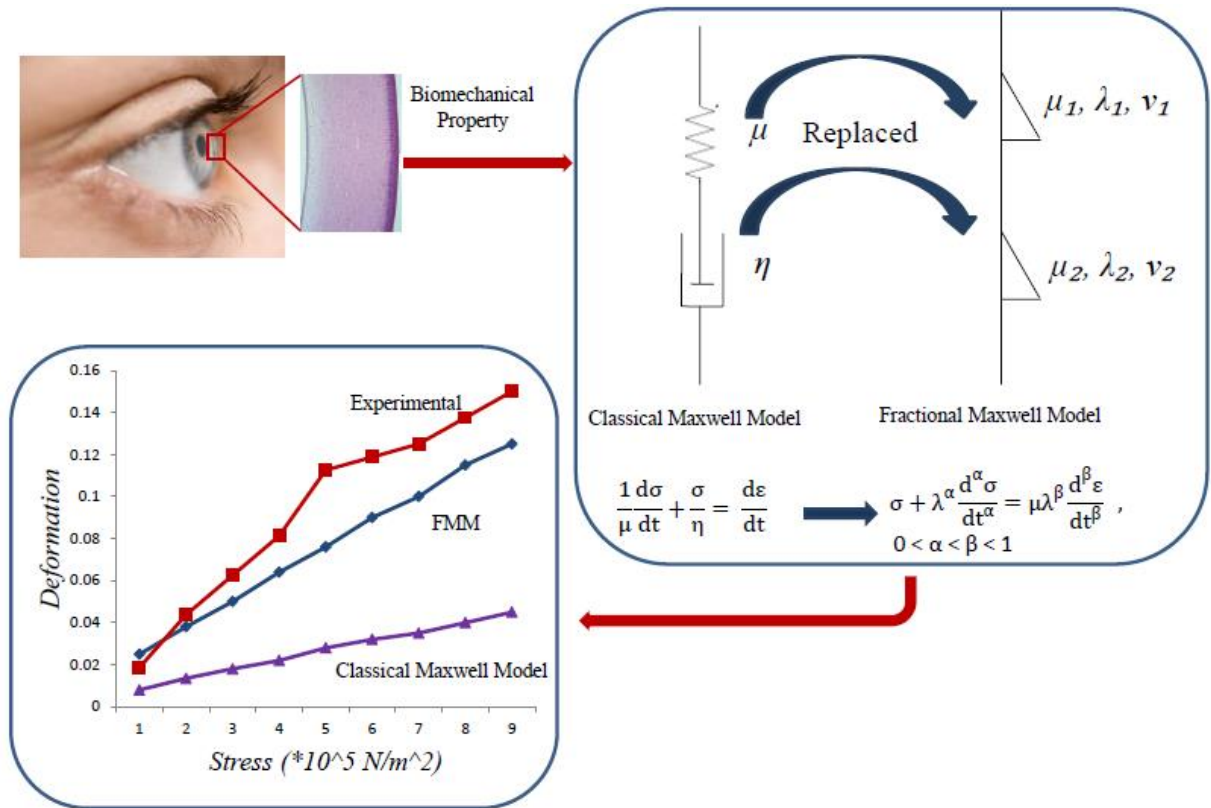 Biomechanical
Property
μ
Replaced
η
μ1, λ1, ν1
μ2, λ2, ν2
Classical Maxwell Model
Fractional Maxwell Model
1/μ dσ/dt + σ/η = dε/dt
σ + λ^α d^α σ/dt^α = μλ^β d^β ε/dt^β ,
0 < α < β < 1
Deformation
0.16
0.14
0.12
0.1
0.08
0.06
0.04
0.02
0
Experimental
FMM
Classical Maxwell Model
1 2 3 4 5 6 7 8 9
Stress (*10^5 N/m^2)